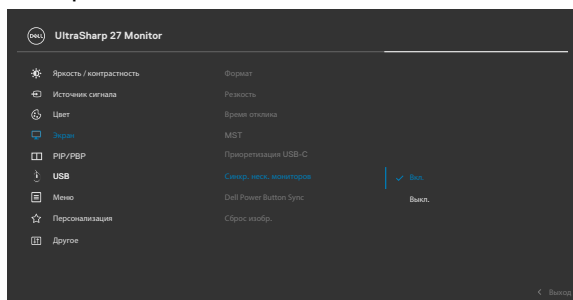 DELL UltraSharp 27 Monitor
Яркость / контрастность
Формат
Источник сигнала
Резкость
Цвет
Время отклика
Экран
MST
PIP/PBP
Приоретизация USB-C
USB
Синхр. неск. мониторов
Вкл.
Меню
Dell Power Button Sync
Выкл.
Персонализация
Сброс изобр.
Другое
Выход